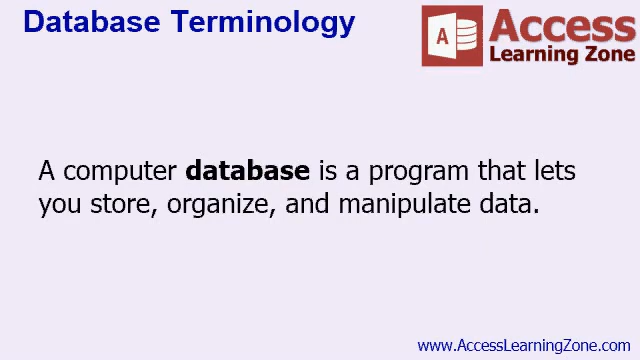 Database Terminology
A
Access
Learning Zone
A computer database is a program that lets
you store, organize, and manipulate data.
www.AccessLearningZone.com